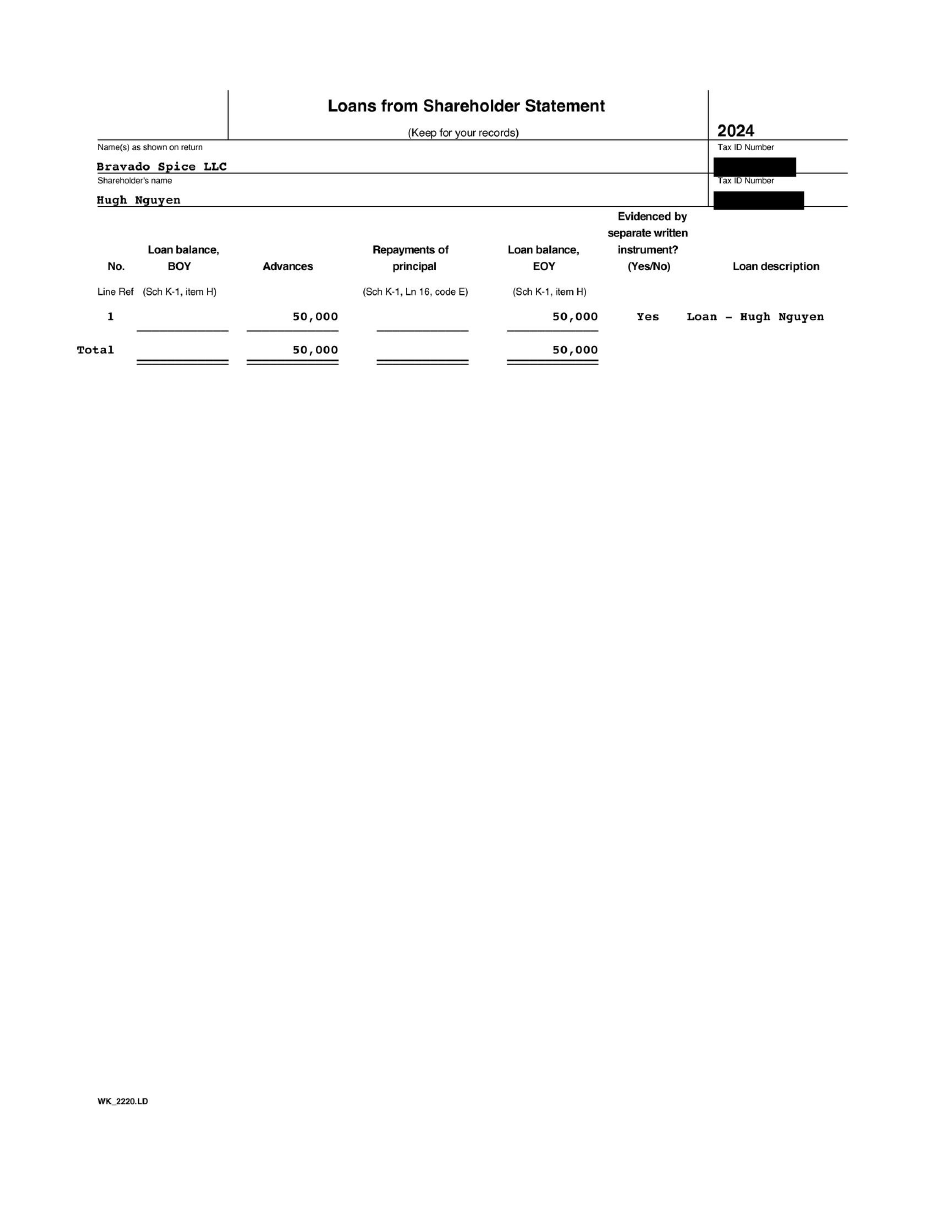 Loans from Shareholder Statement
(Keep for your records)
2024
Name(s) as shown on return
Tax ID Number
Bravado Spice LLC
Shareholder's name
Tax ID Number
Hugh Nguyen
No.
Loan balance,
BOY
Advances
Repayments of
principal
Loan balance,
EOY
Evidenced by
separate written
instrument?
(Yes/No)
Loan description
Line Ref (Sch K-1, item H) (Sch K-1, Ln 16, code E) (Sch K-1, item H)
1 50,000 50,000 Yes Loan - Hugh Nguyen
Total 50,000 50,000
WK_2220.LD